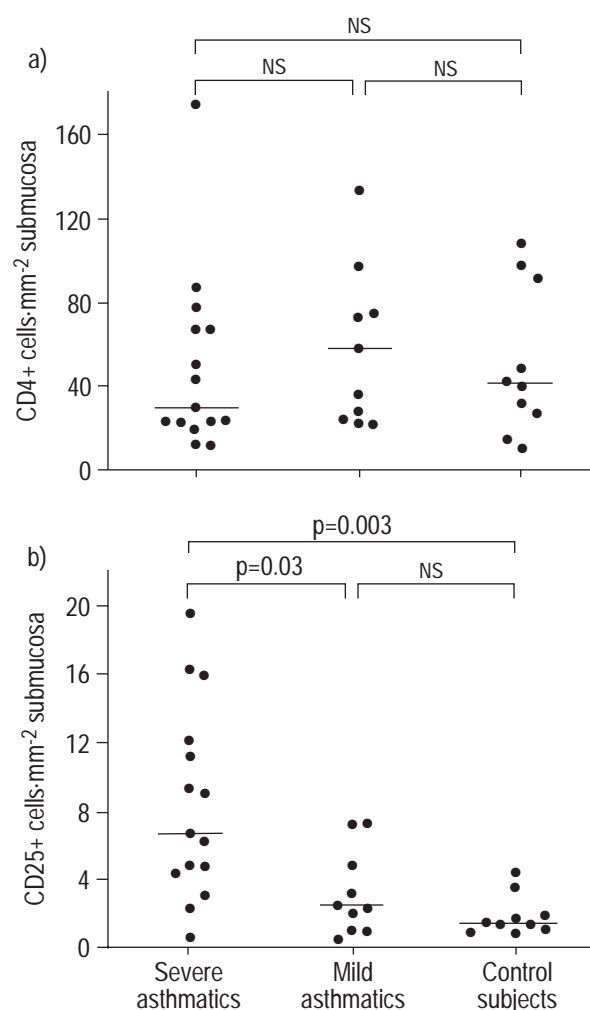 NS
NS
NS
a)
160
120
80
40
0
CD4+ cells·mm-2 submucosa
p=0.003
p=0.03
NS
b)
20
16
12
8
4
0
CD25+ cells·mm-2 submucosa
Severe
asthmatics
Mild
asthmatics
Control
subjects